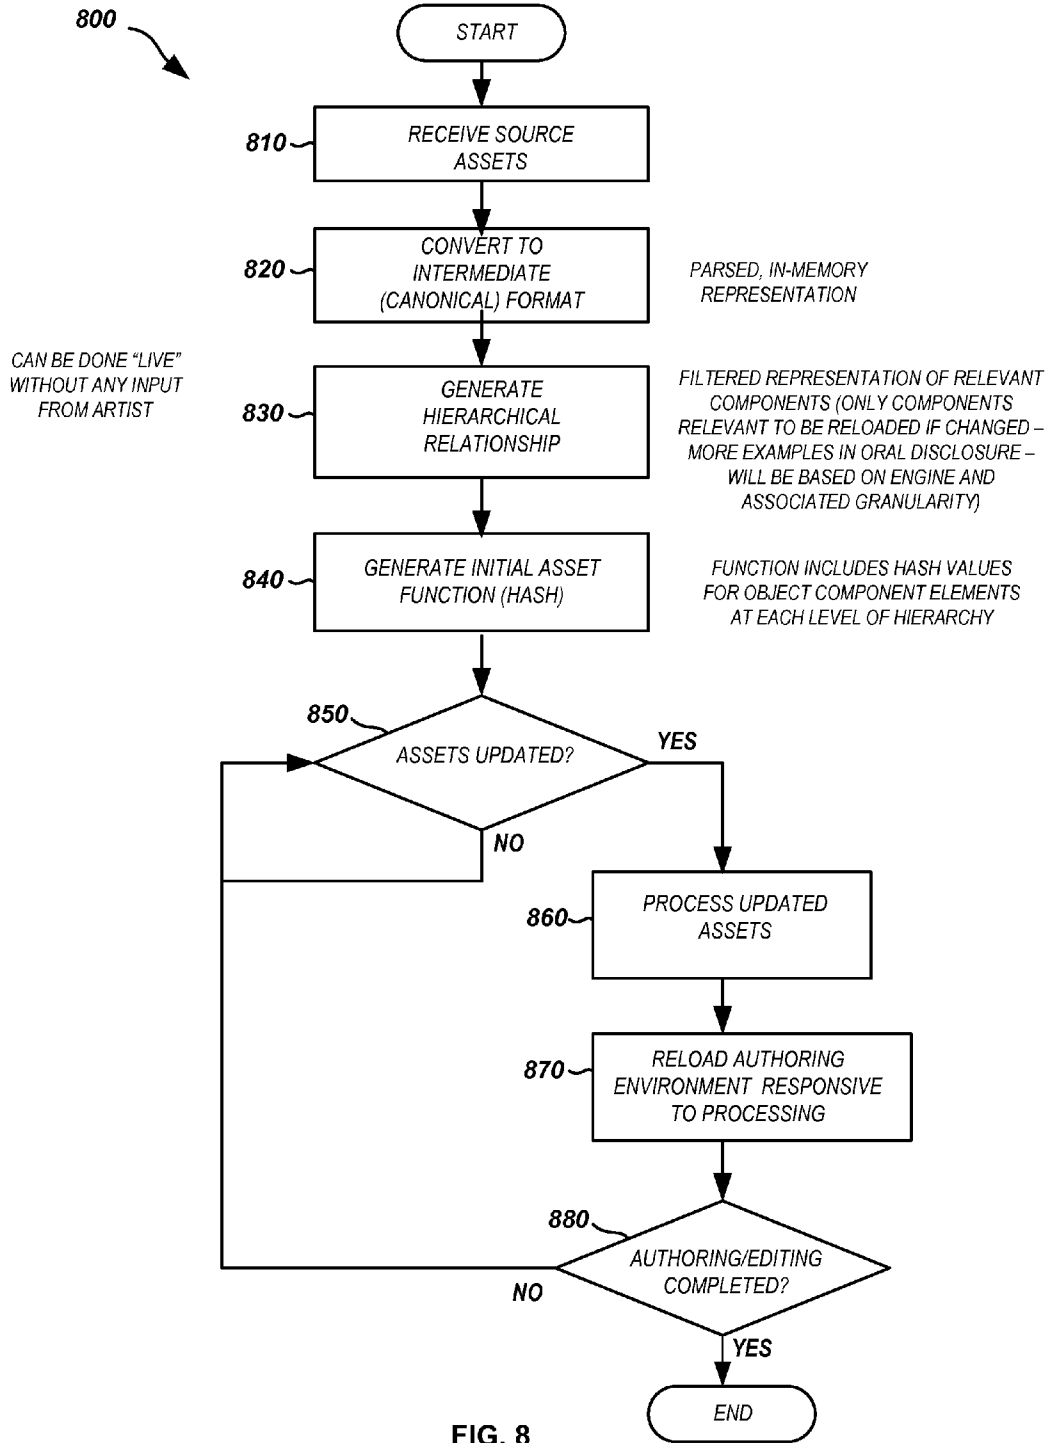 800
START
810
RECEIVE SOURCE
ASSETS
820
CONVERT TO
INTERMEDIATE
(CANONICAL) FORMAT
PARSED, IN-MEMORY
REPRESENTATION
CAN BE DONE “LIVE”
WITHOUT ANY INPUT
FROM ARTIST
830
GENERATE
HIERARCHICAL
RELATIONSHIP
FILTERED REPRESENTATION OF RELEVANT
COMPONENTS (ONLY COMPONENTS
RELEVANT TO BE RELOADED IF CHANGED –
MORE EXAMPLES IN ORAL DISCLOSURE –
WILL BE BASED ON ENGINE AND
ASSOCIATED GRANULARITY)
840
GENERATE INITIAL ASSET
FUNCTION (HASH)
FUNCTION INCLUDES HASH VALUES
FOR OBJECT COMPONENT ELEMENTS
AT EACH LEVEL OF HIERARCHY
850
ASSETS UPDATED?
YES
NO
860
PROCESS UPDATED
ASSETS
870
RELOAD AUTHORING
ENVIRONMENT RESPONSIVE
TO PROCESSING
880
AUTHORING/EDITING
COMPLETED?
NO
YES
END
FIG. 8